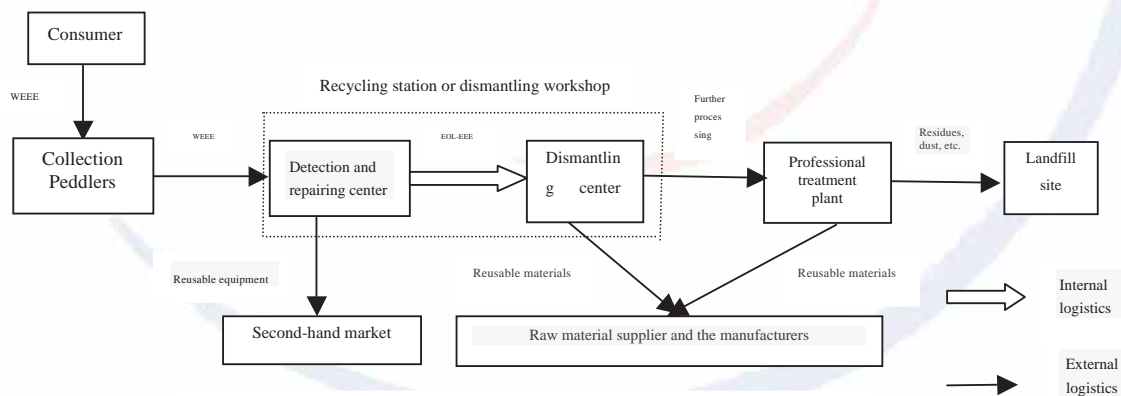 Consumer
WEEE
Collection
Peddlers
WEEE
Recycling station or dismantling workshop
Detection and
repairing center
EOL-EEE
Dismantlin
g center
Further
proces
sing
Professional
treatment
plant
Residues,
dust, etc.
Landfill
site
Reusable equipment
Reusable materials
Reusable materials
Second-hand market
Raw material supplier and the manufacturers
Internal
logistics
External
logistics